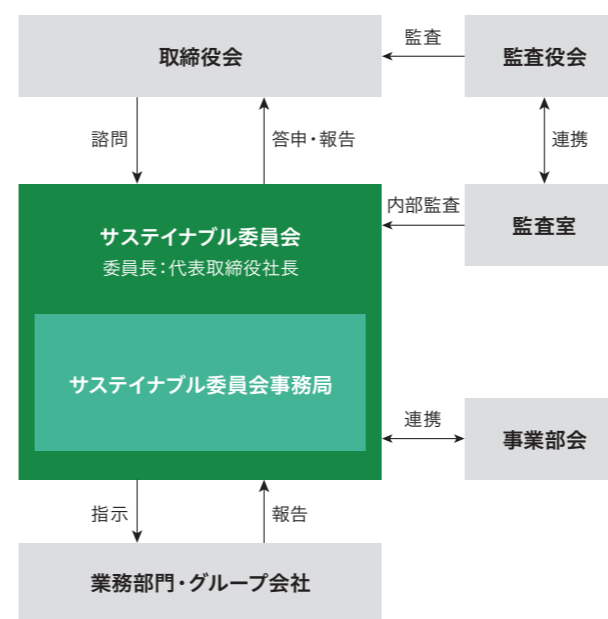 取締役会
監査
監査役会
諮問
答申・報告
連携
サステイナブル委員会
委員長：代表取締役社長
内部監査
監査室
サステイナブル委員会事務局
連携
事業部会
指示
報告
業務部門・グループ会社